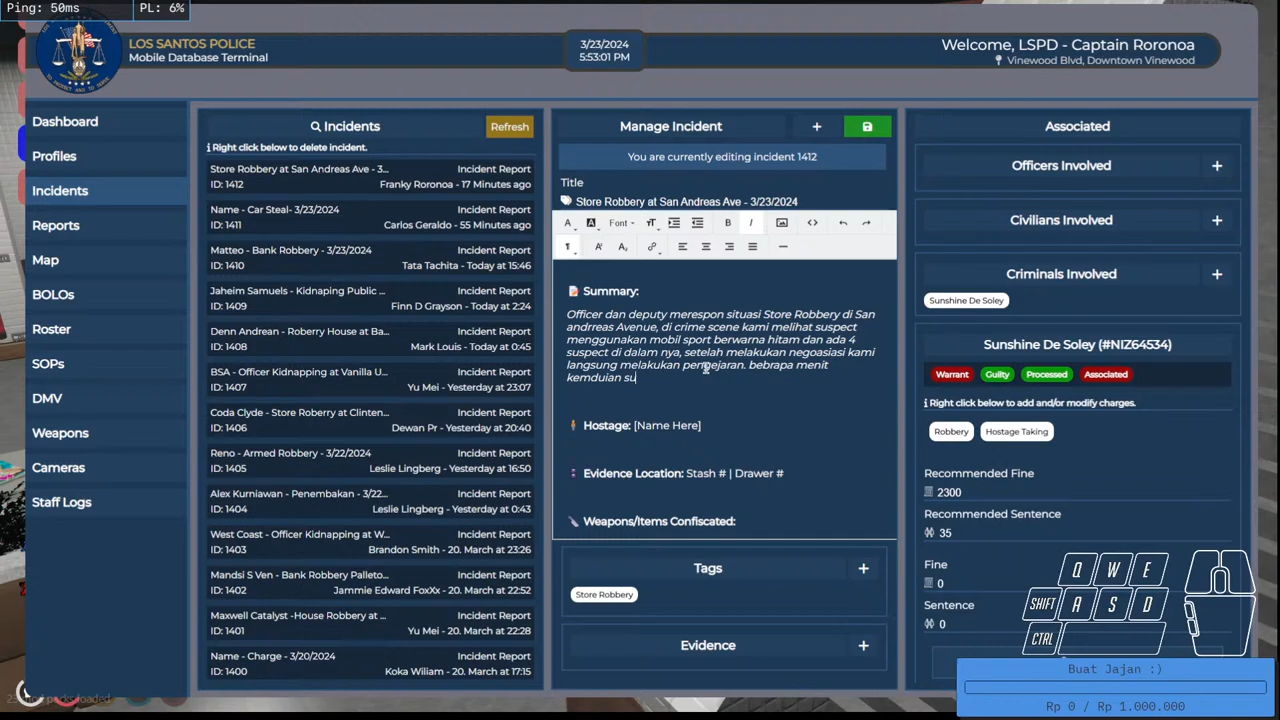 Ping: 50ms
PL: 6%
LOS SANTOS POLICE
Mobile Database Terminal
3/23/2024
5:53:01 PM
Welcome, LSPD - Captain Roronoa
Vinewood Blvd, Downtown Vinewood
Dashboard
Profiles
Incidents
Reports
Map
BOLOs
Roster
SOPs
DMV
Weapons
Cameras
Staff Logs
Incidents
Refresh
Right click below to delete incident.
Store Robbery at San Andreas Ave - 3...
Incident Report
ID: 1412
Franky Roronoa - 17 Minutes ago
Name - Car Steal- 3/23/2024
Incident Report
ID: 1411
Carlos Geraldo - 55 Minutes ago
Matteo - Bank Robbery - 3/23/2024
Incident Report
ID: 1410
Tata Tachita - Today at 15:46
Jaheim Samuels - Kidnaping Public ...
Incident Report
ID: 1409
Finn D Grayson - Today at 2:24
Denn Andrean - Roberry House at Ba...
Incident Report
ID: 1408
Mark Louis - Today at 0:45
BSA - Officer Kidnapping at Vanilla U...
Incident Report
ID: 1407
Yu Mei - Yesterday at 23:07
Coda Clyde - Store Roberry at Clinten...
Incident Report
ID: 1406
Dewan Pr - Yesterday at 20:40
Reno - Armed Robbery - 3/22/2024
Incident Report
ID: 1405
Leslie Lingberg - Yesterday at 16:50
Alex Kurniawan - Penembakan - 3/22...
Incident Report
ID: 1404
Leslie Lingberg - Yesterday at 0:43
West Coast - Officer Kidnapping at W...
Incident Report
ID: 1403
Brandon Smith - 20. March at 23:26
Mandsi S Ven - Bank Robbery Palleto...
Incident Report
ID: 1402
Jammie Edward FoxXx - 20. March at 22:52
Maxwell Catalyst -House Robbery at ...
Incident Report
ID: 1401
Yu Mei - 20. March at 22:28
Name - Charge - 3/20/2024
Incident Report
ID: 1400
Koka Wiliam - 20. March at 17:15
Manage Incident
You are currently editing incident 1412
Title
Store Robbery at San Andreas Ave - 3/23/2024
Font
Summary:
Officer dan deputy merespon situasi Store Robbery di San
andrreas Avenue, di crime scene kami melihat suspect
menggunakan mobil sport berwarna hitam dan ada 4
suspect di dalam nya, setelah melakukan negoasiasi kami
langsung melakukan pengejaran. bebrapa menit
kemduian su
Hostage: [Name Here]
Evidence Location: Stash # | Drawer #
Weapons/Items Confiscated:
Tags
Store Robbery
Evidence
Associated
Officers Involved
Civilians Involved
Criminals Involved
Sunshine De Soley
Sunshine De Soley (#NIZ64534)
Warrant
Guilty
Processed
Associated
Right click below to add and/or modify charges.
Robbery
Hostage Taking
Recommended Fine
2300
Recommended Sentence
35
Fine
0
Sentence
0
Q W E
SHIFT A S D
CTRL
Buat Jajan :)
Rp 0 / Rp 1.000.000